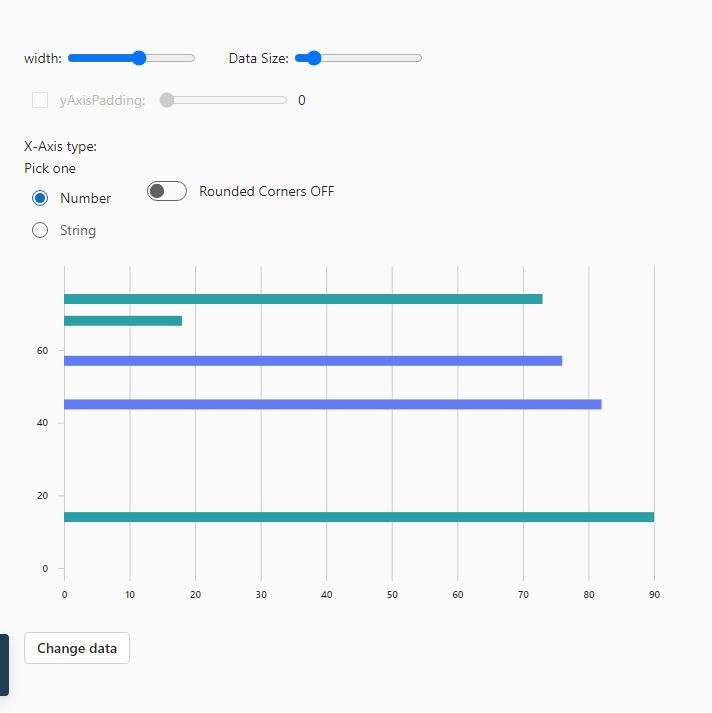 width: Data Size:
yAxisPadding: 0
X-Axis type:
Pick one
Number Rounded Corners OFF
String
60
40
20
0
0 10 20 30 40 50 60 70 80 90
Change data